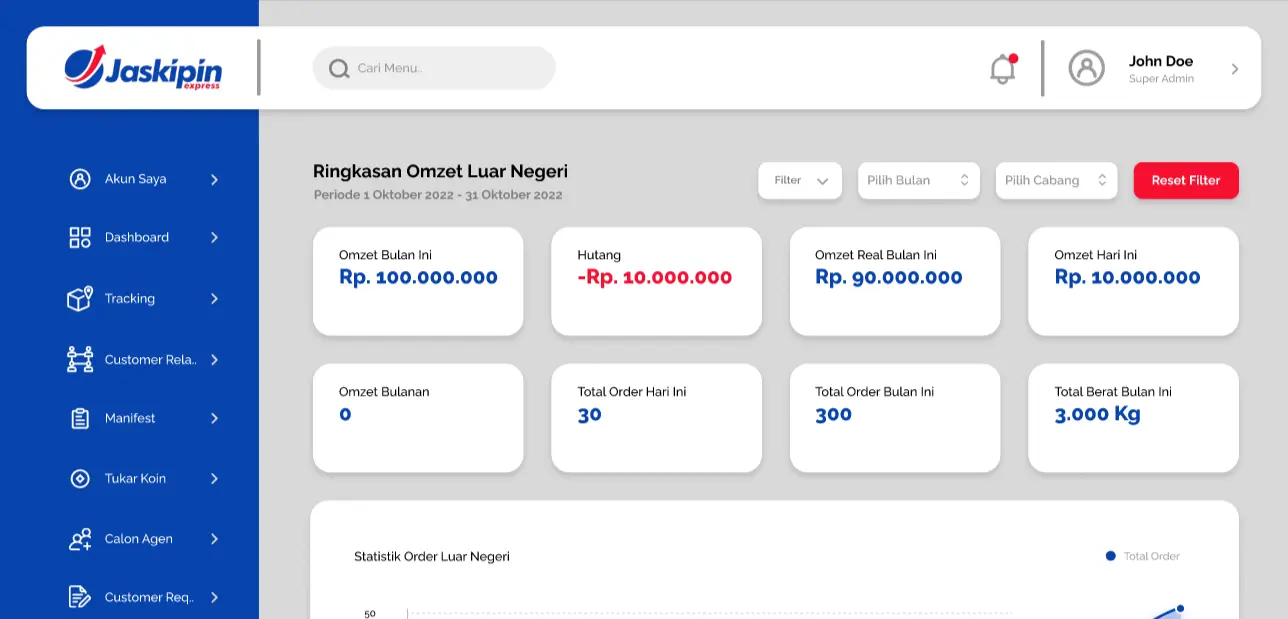 Jaskipin
express
Cari Menu..
John Doe
Super Admin
Akun Saya
Dashboard
Tracking
Customer Rela..
Manifest
Tukar Koin
Calon Agen
Customer Req..
Ringkasan Omzet Luar Negeri
Periode 1 Oktober 2022 - 31 Oktober 2022
Filter
Pilih Bulan
Pilih Cabang
Reset Filter
Omzet Bulan Ini
Rp. 100.000.000
Hutang
-Rp. 10.000.000
Omzet Real Bulan Ini
Rp. 90.000.000
Omzet Hari Ini
Rp. 10.000.000
Omzet Bulanan
0
Total Order Hari Ini
30
Total Order Bulan Ini
300
Total Berat Bulan Ini
3.000 Kg
Statistik Order Luar Negeri
Total Order
50